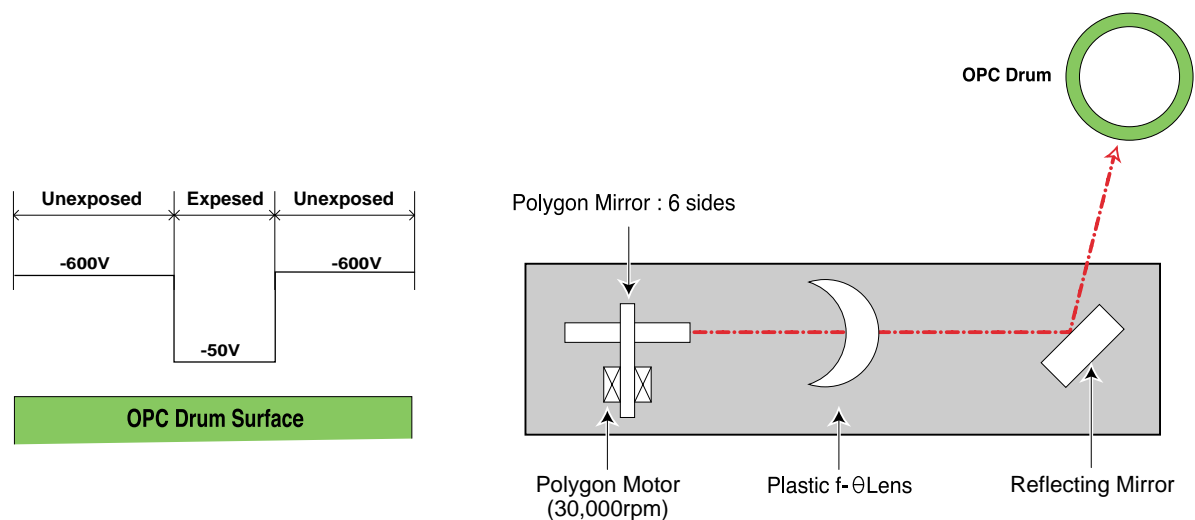 OPC Drum
Unexposed
Expesed
Unexposed
-600V
-600V
-50V
OPC Drum Surface
Polygon Mirror : 6 sides
Polygon Motor
(30,000rpm)
Plastic f-θLens
Reflecting Mirror